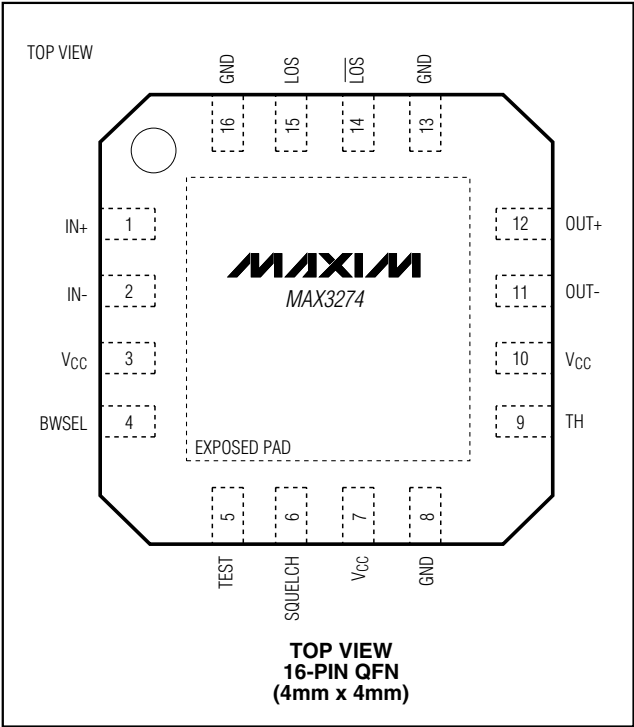 TOP VIEW
GND
LOS
L̅O̅S̅
GND
16
15
14
13
IN+ 1
12 OUT+
IN- 2
11 OUT-
VCC 3
10 VCC
BWSEL 4
9 TH
MAXIM
MAX3274
EXPOSED PAD
5
6
7
8
TEST
SQUELCH
VCC
GND
TOP VIEW
16-PIN QFN
(4mm x 4mm)